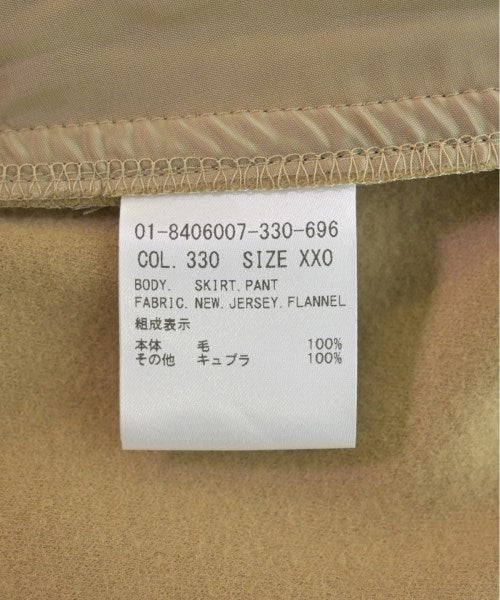 01-8406007-330-696
COL. 330 SIZE XXO
BODY. SKIRT.PANT
FABRIC. NEW.JERSEY.FLANNEL
組成表示
本体 毛 100%
その他 キュプラ 100%